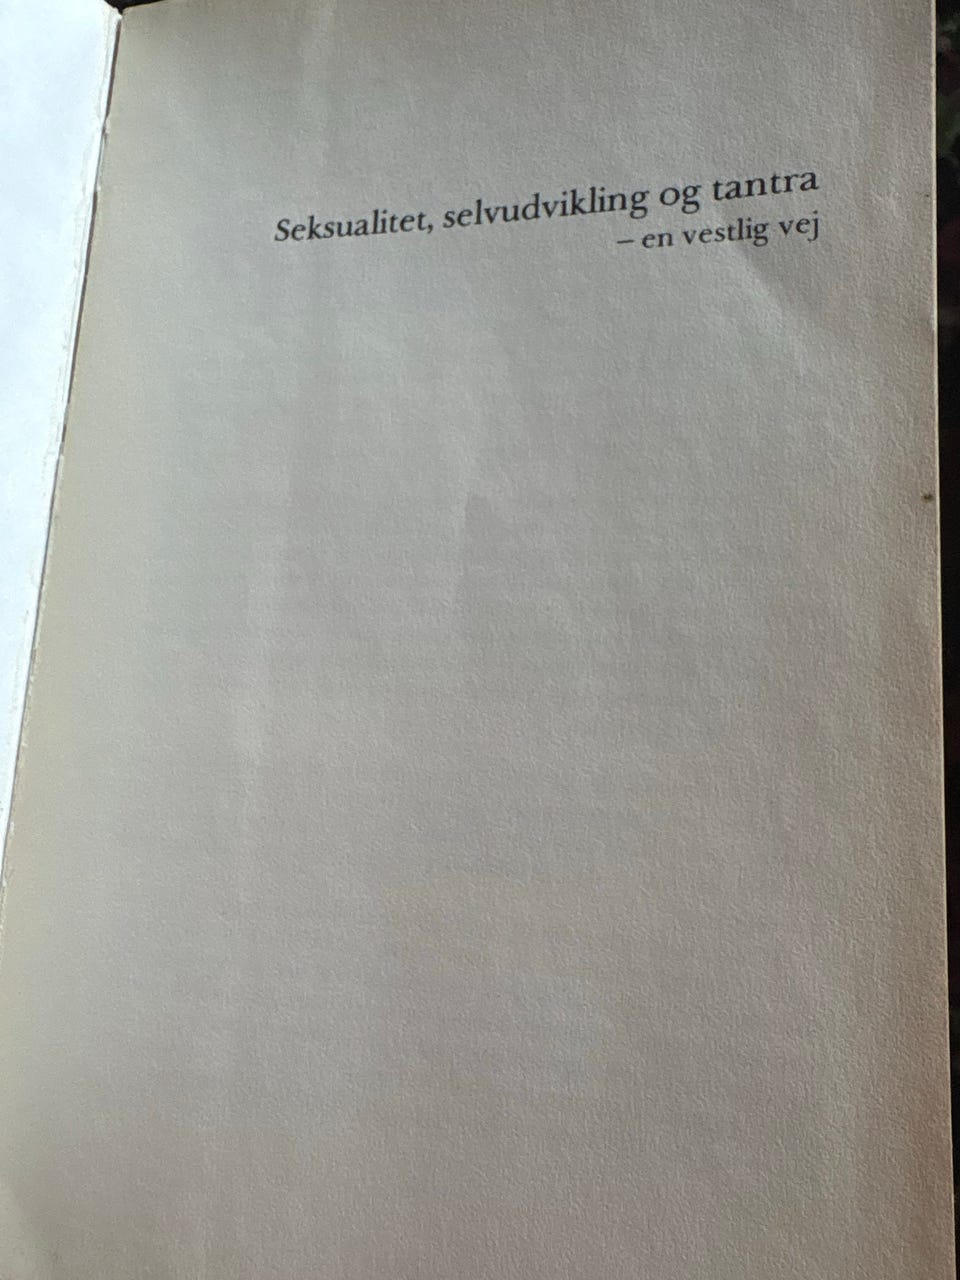 Seksualitet, selvudvikling og tantra
– en vestlig vej